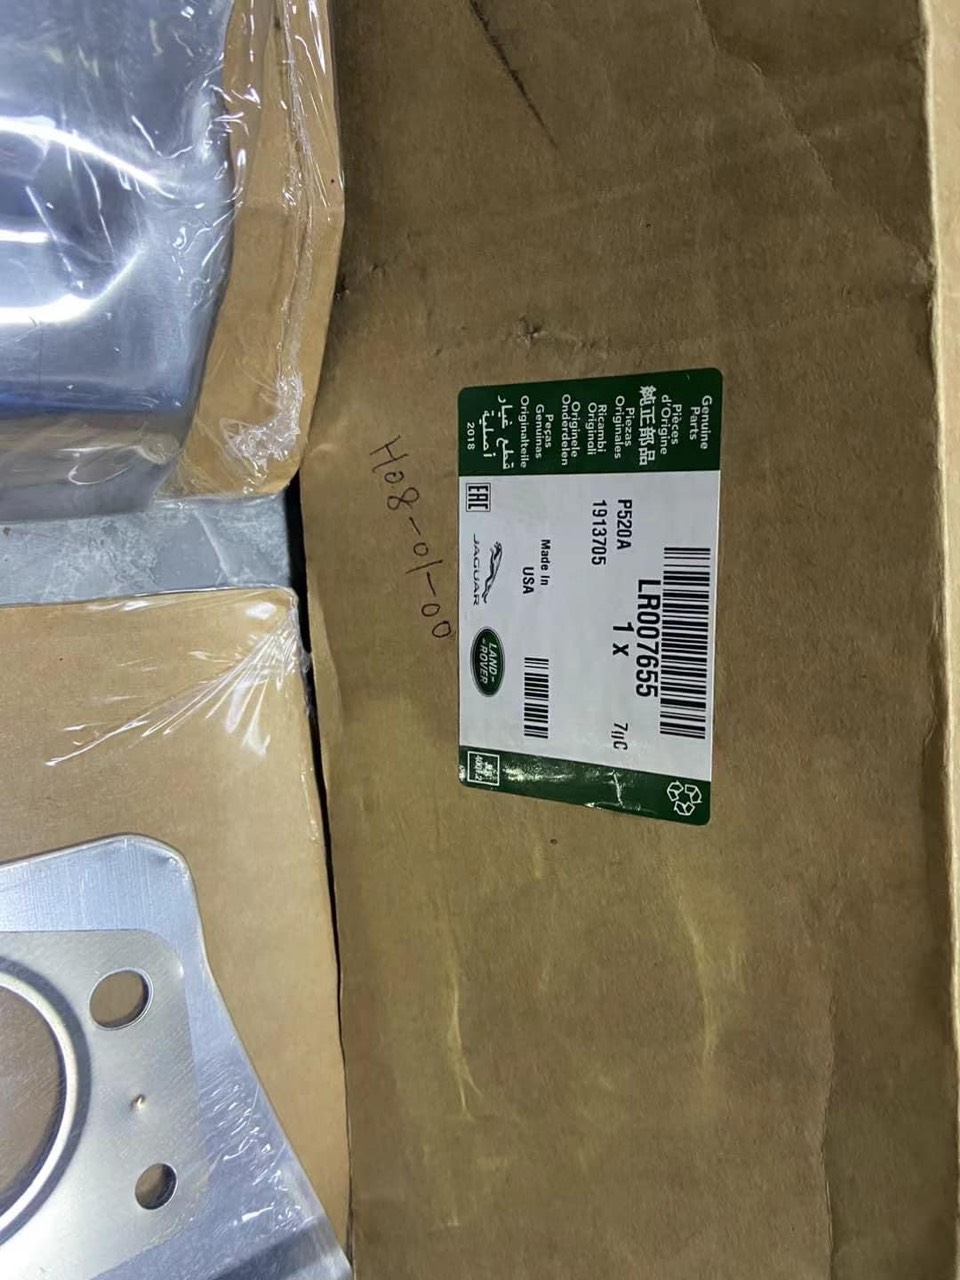 Genuine
Parts
Pièces
d'Origine
純正部品
Piezas
Originales
Ricambi
Originali
Originele
Onderdelen
Peças
Genuínas
Originalteile
قطع غيار
أصلية
2018
P520A
1913705
LR007655
1 X
Made In
USA
EAC
JAGUAR
LAND-
-ROVER
H08-01-00